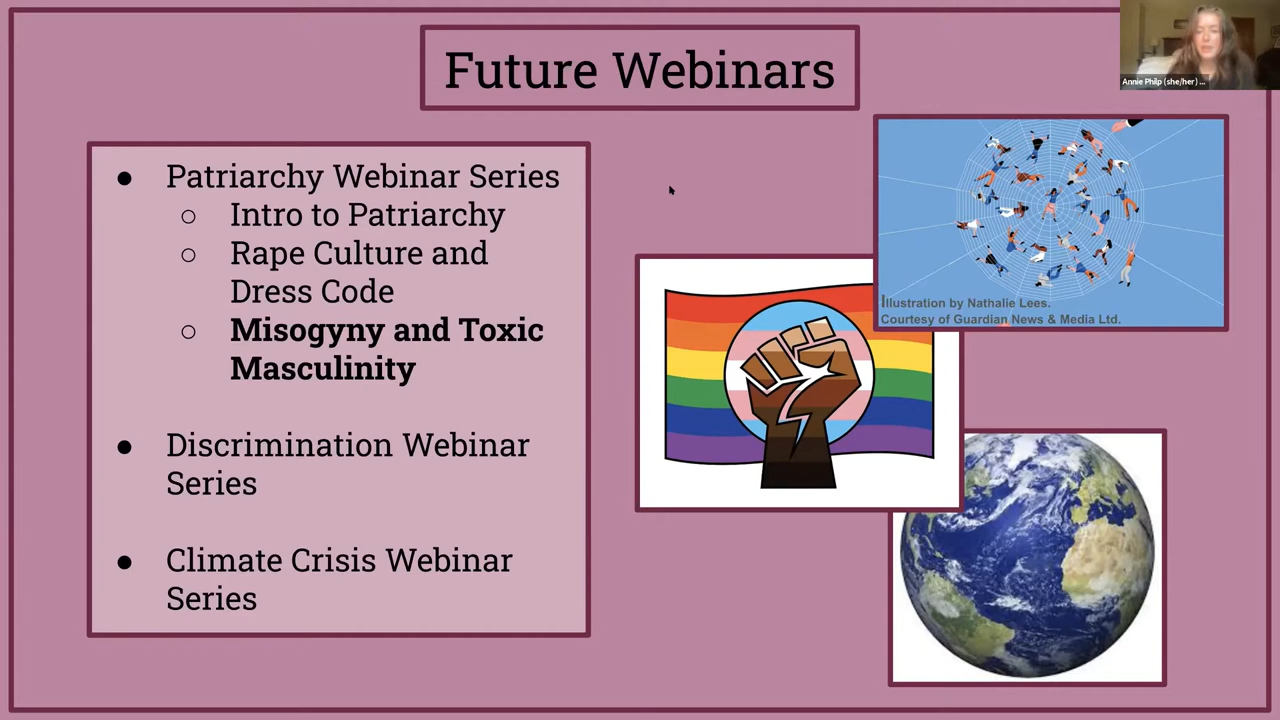 Future Webinars
Annie Philp (she/her) ...
● Patriarchy Webinar Series
○ Intro to Patriarchy
○ Rape Culture and
Dress Code
○ Misogyny and Toxic
Masculinity
● Discrimination Webinar
Series
● Climate Crisis Webinar
Series
Illustration by Nathalie Lees.
Courtesy of Guardian News & Media Ltd.